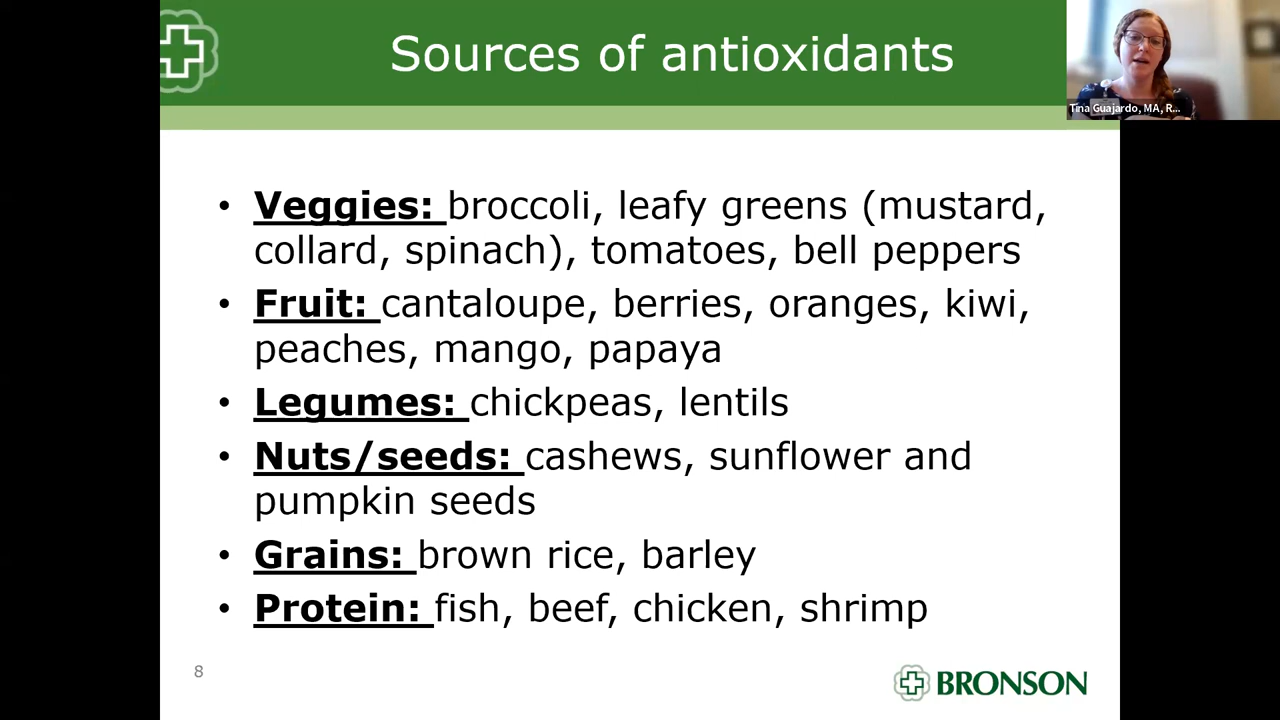 Sources of antioxidants
Tina Guajardo, MA, R...
• Veggies: broccoli, leafy greens (mustard,
collard, spinach), tomatoes, bell peppers
• Fruit: cantaloupe, berries, oranges, kiwi,
peaches, mango, papaya
• Legumes: chickpeas, lentils
• Nuts/seeds: cashews, sunflower and
pumpkin seeds
• Grains: brown rice, barley
• Protein: fish, beef, chicken, shrimp
8
BRONSON